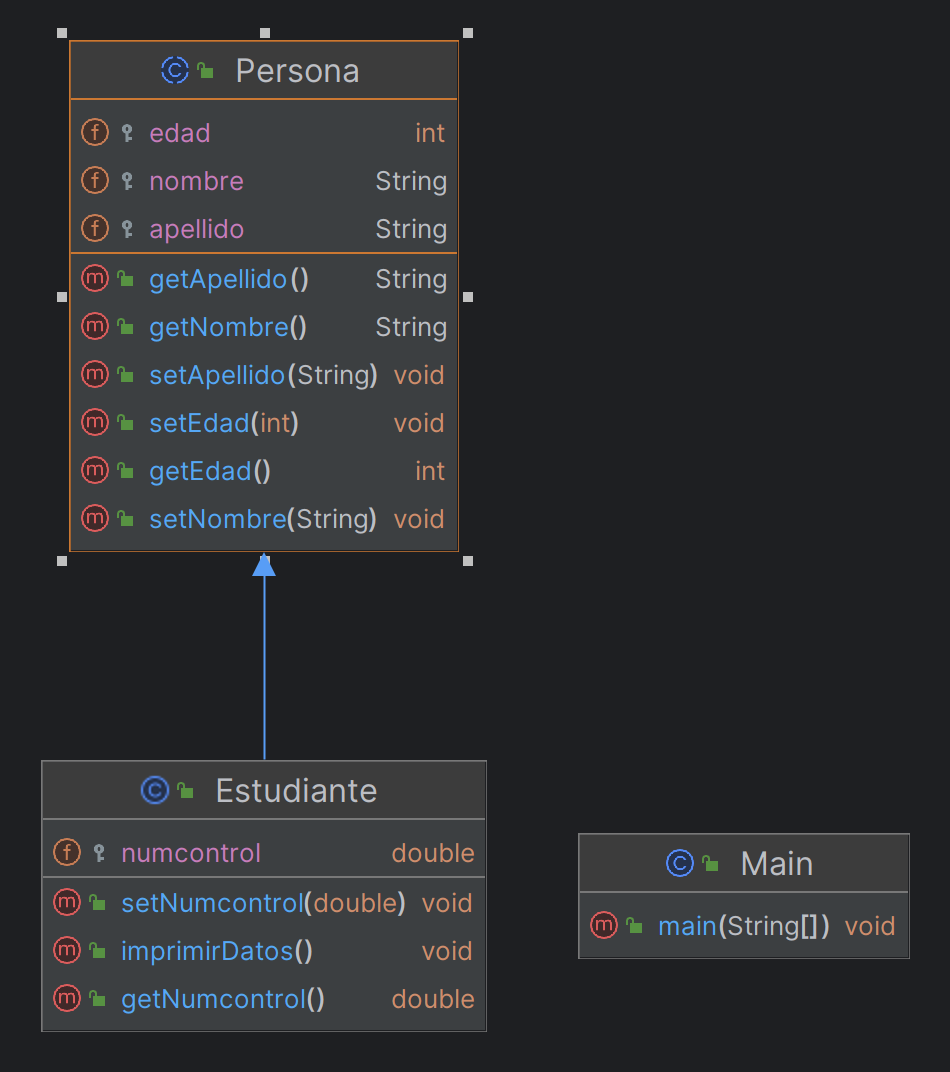 Persona
edad int
nombre String
apellido String
getApellido() String
getNombre() String
setApellido(String) void
setEdad(int) void
getEdad() int
setNombre(String) void
Estudiante
numcontrol double
setNumcontrol(double) void
imprimirDatos() void
getNumcontrol() double
Main
main(String[]) void